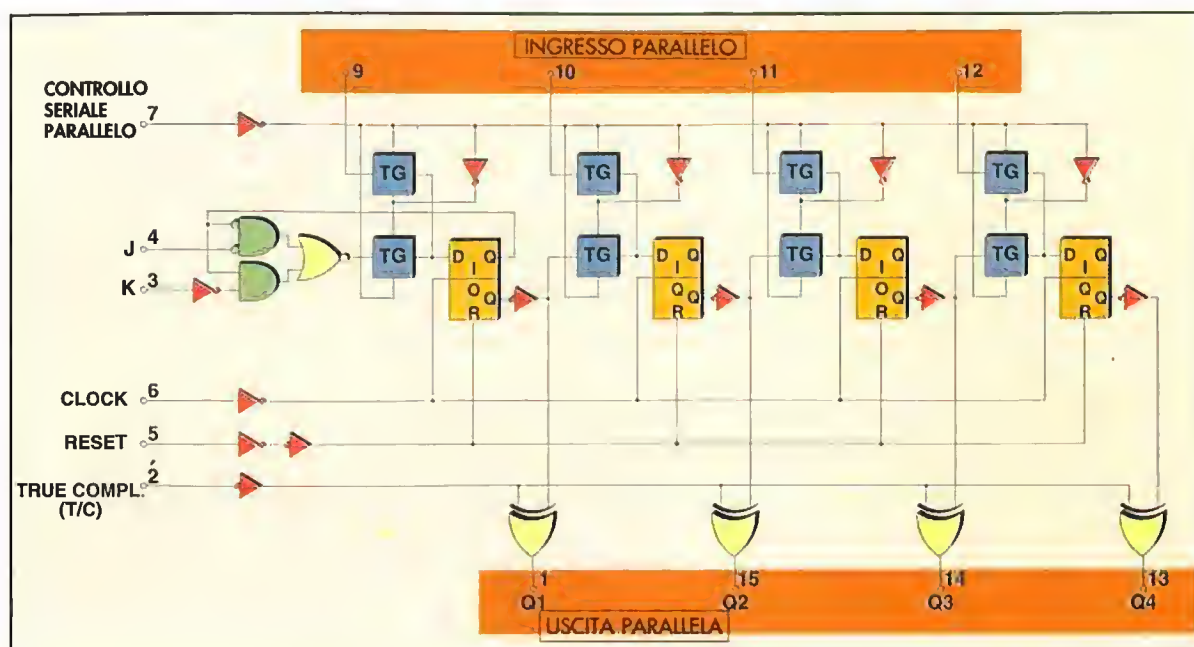 INGRESSO PARALLELO
9 10 11 12
CONTROLLO
SERIALE
PARALLELO 7
TG TG TG TG
J 4
TG D Q TG D Q TG D Q TG D Q
I I I I
K 3
Q Q Q Q O Q Q Q
R R R R
CLOCK 6
RESET 5
TRUE COMPL. 2
(T/C)
1 15 14 13
Q1 Q2 Q3 Q4
USCITA PARALLELA